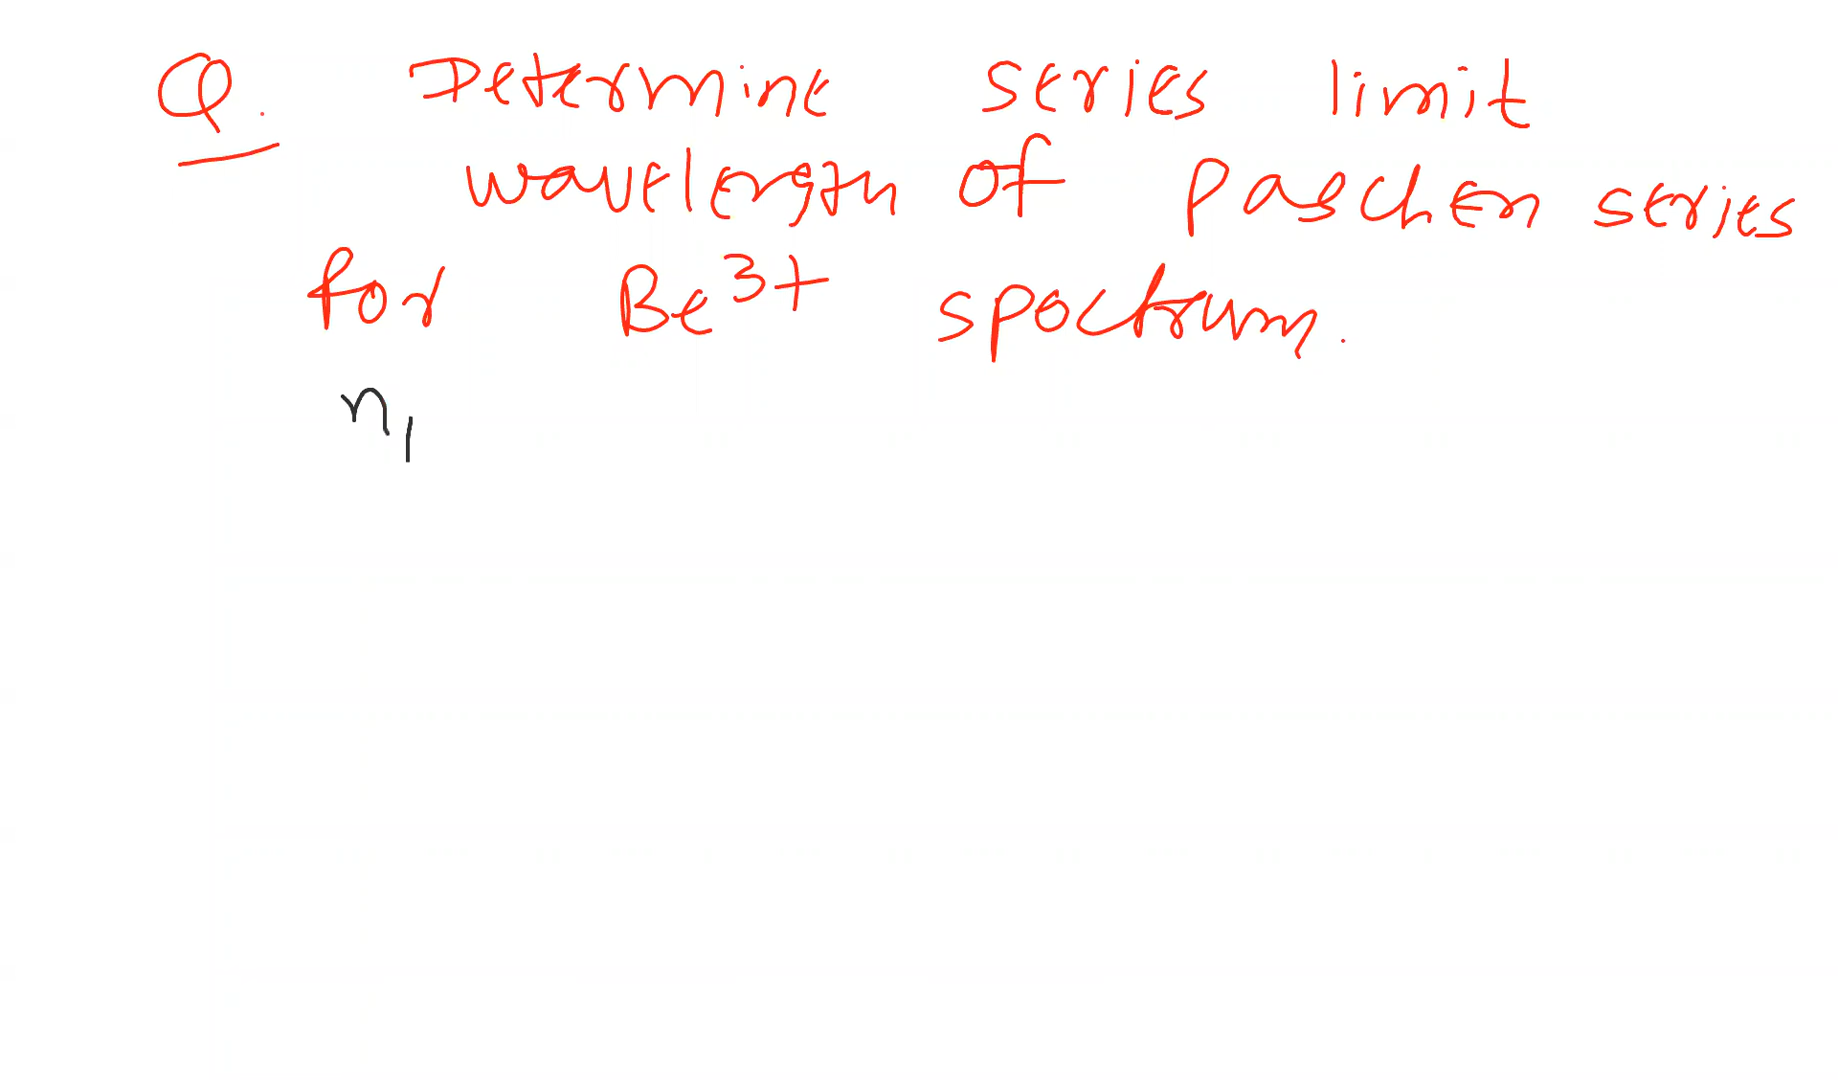 Q. Determine series limit
wavelength of paschen series
for Be³⁺ spectrum.
n₁